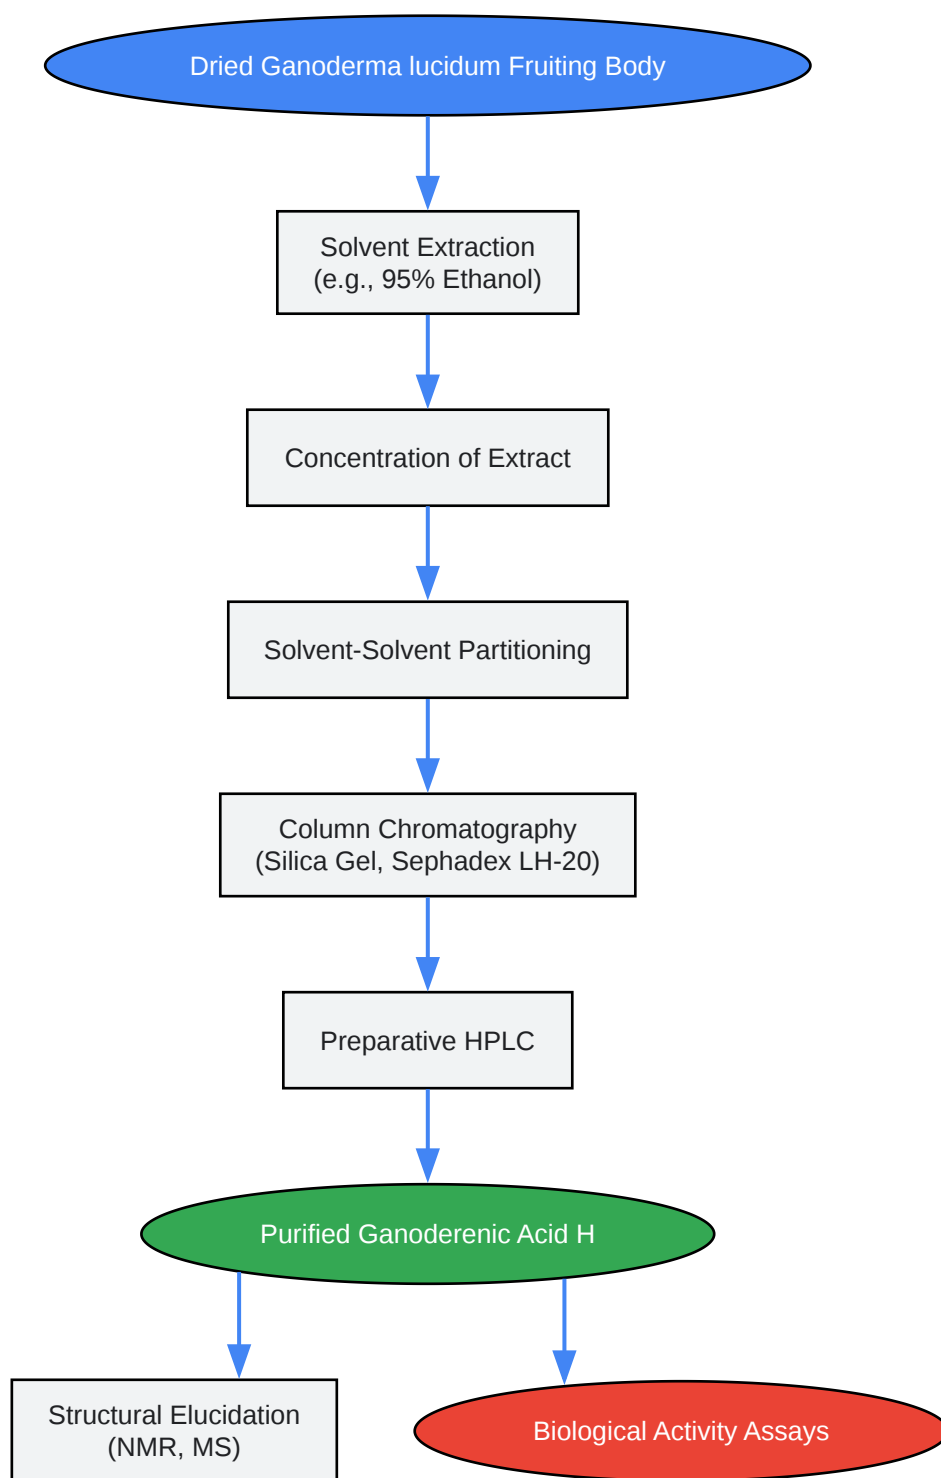 Dried Ganoderma lucidum Fruiting Body
Solvent Extraction
(e.g., 95% Ethanol)
Concentration of Extract
Solvent-Solvent Partitioning
Column Chromatography
(Silica Gel, Sephadex LH-20)
Preparative HPLC
Purified Ganoderenic Acid H
Structural Elucidation
(NMR, MS)
Biological Activity Assays